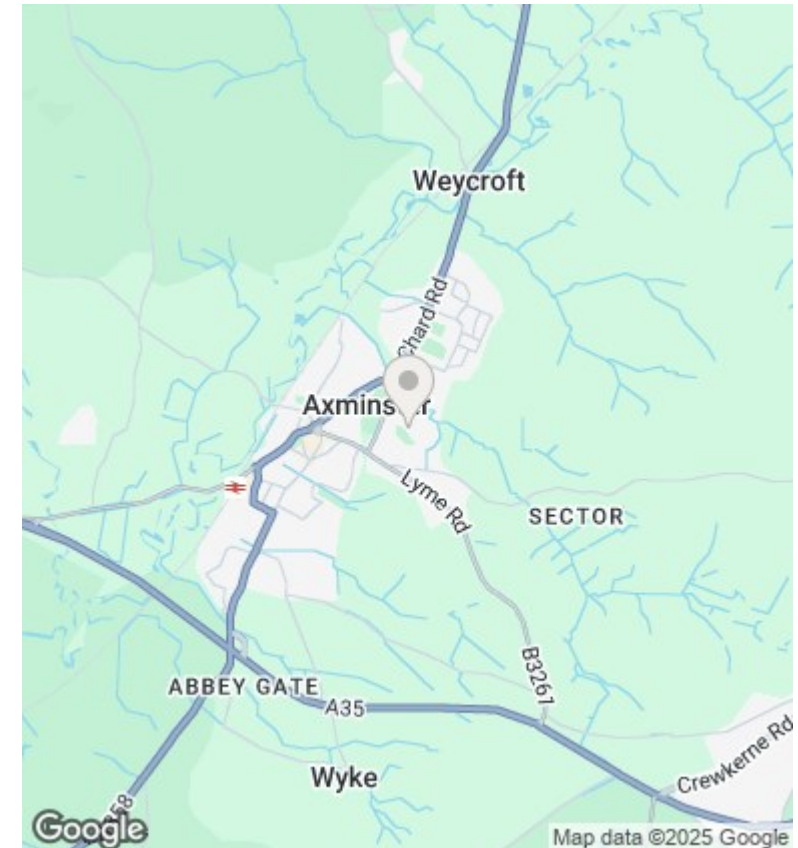 Weycroft
Chard Rd
Axminster
Lyme Rd
SECTOR
B3261
ABBEY GATE
A35
Wyke
Crewkerne Rd
Google
Map data ©2025 Google